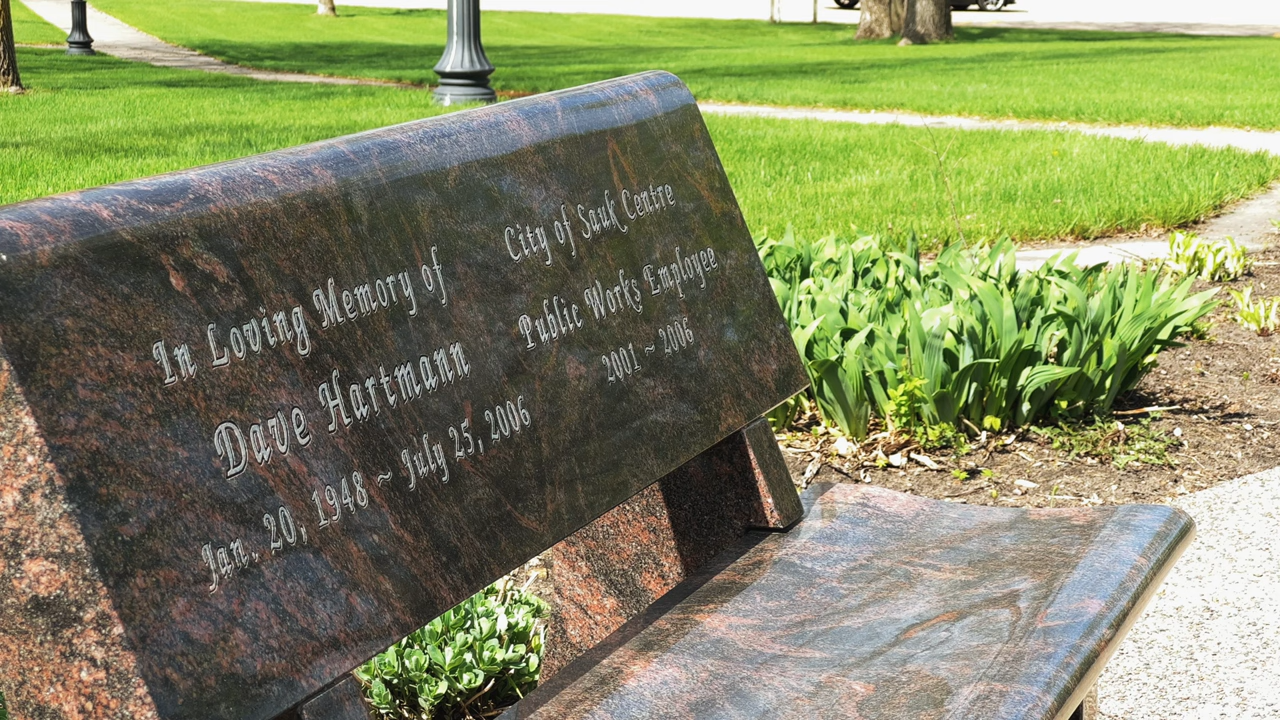 In Loving Memory of
Dave Hartmann
Jan. 20, 1948 ~ July 25, 2006
City of Sauk Centre
Public Works Employee
2001 ~ 2006